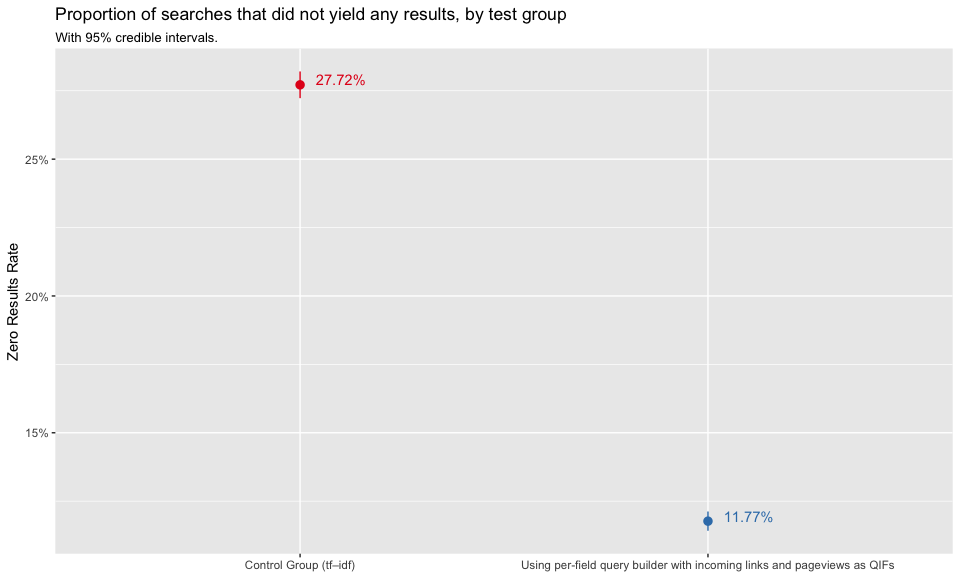 Proportion of searches that did not yield any results, by test group
With 95% credible intervals.
27.72%
25%
20%
15%
11.77%
Zero Results Rate
Control Group (tf–idf)
Using per-field query builder with incoming links and pageviews as QIFs